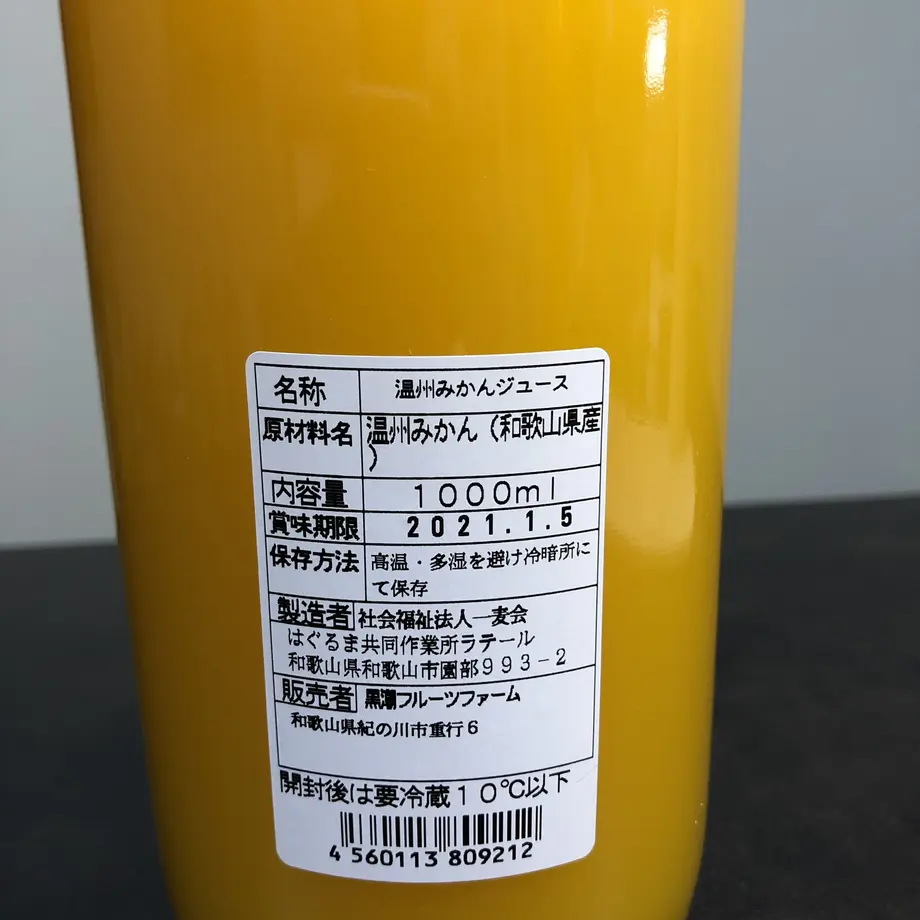 名称 温州みかんジュース
原材料名 温州みかん（和歌山県産
）
内容量 1000ml
賞味期限 2021.1.5
保存方法 高温・多湿を避け冷暗所に
て保存
製造者 社会福祉法人一麦会
はぐるま共同作業所ラテール
和歌山県和歌山市園部993-2
販売者 黒潮フルーツファーム
和歌山県紀の川市重行6
開封後は要冷蔵10℃以下
4 560113 809212